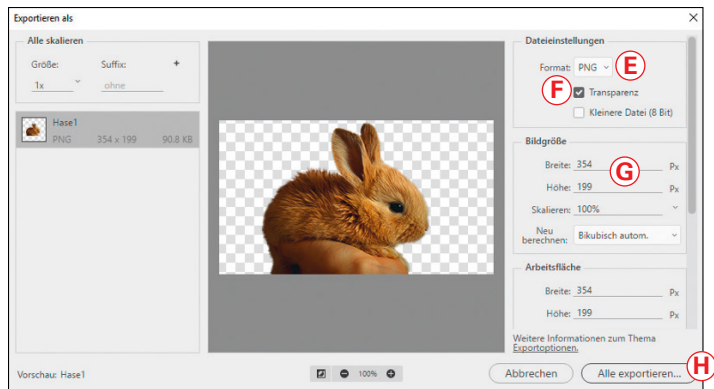 Exportieren als
Alle skalieren
Größe: Suffix: +
1x ohne
Hase1
PNG 354 x 199 90.8 KB
Dateieinstellungen
Format: PNG E
F Transparenz
Kleinere Datei (8 Bit)
Bildgröße
Breite: 354 Px
G
Höhe: 199 Px
Skalieren: 100%
Neu
berechnen: Bikubisch autom.
Arbeitsfläche
Breite: 354 Px
Höhe: 199 Px
Weitere Informationen zum Thema
Exportoptionen.
Vorschau: Hase1 100% Abbrechen Alle exportieren... H